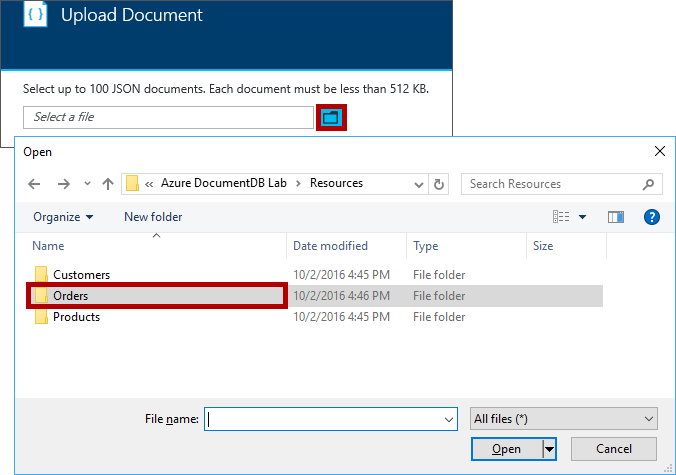 { } Upload Document
Select up to 100 JSON documents. Each document must be less than 512 KB.
Select a file
Open
« Azure DocumentDB Lab › Resources
Search Resources
Organize New folder
?
Name Date modified Type Size
Customers 10/2/2016 4:45 PM File folder
Orders 10/2/2016 4:46 PM File folder
Products 10/2/2016 4:45 PM File folder
File name: All files (*)
Open Cancel